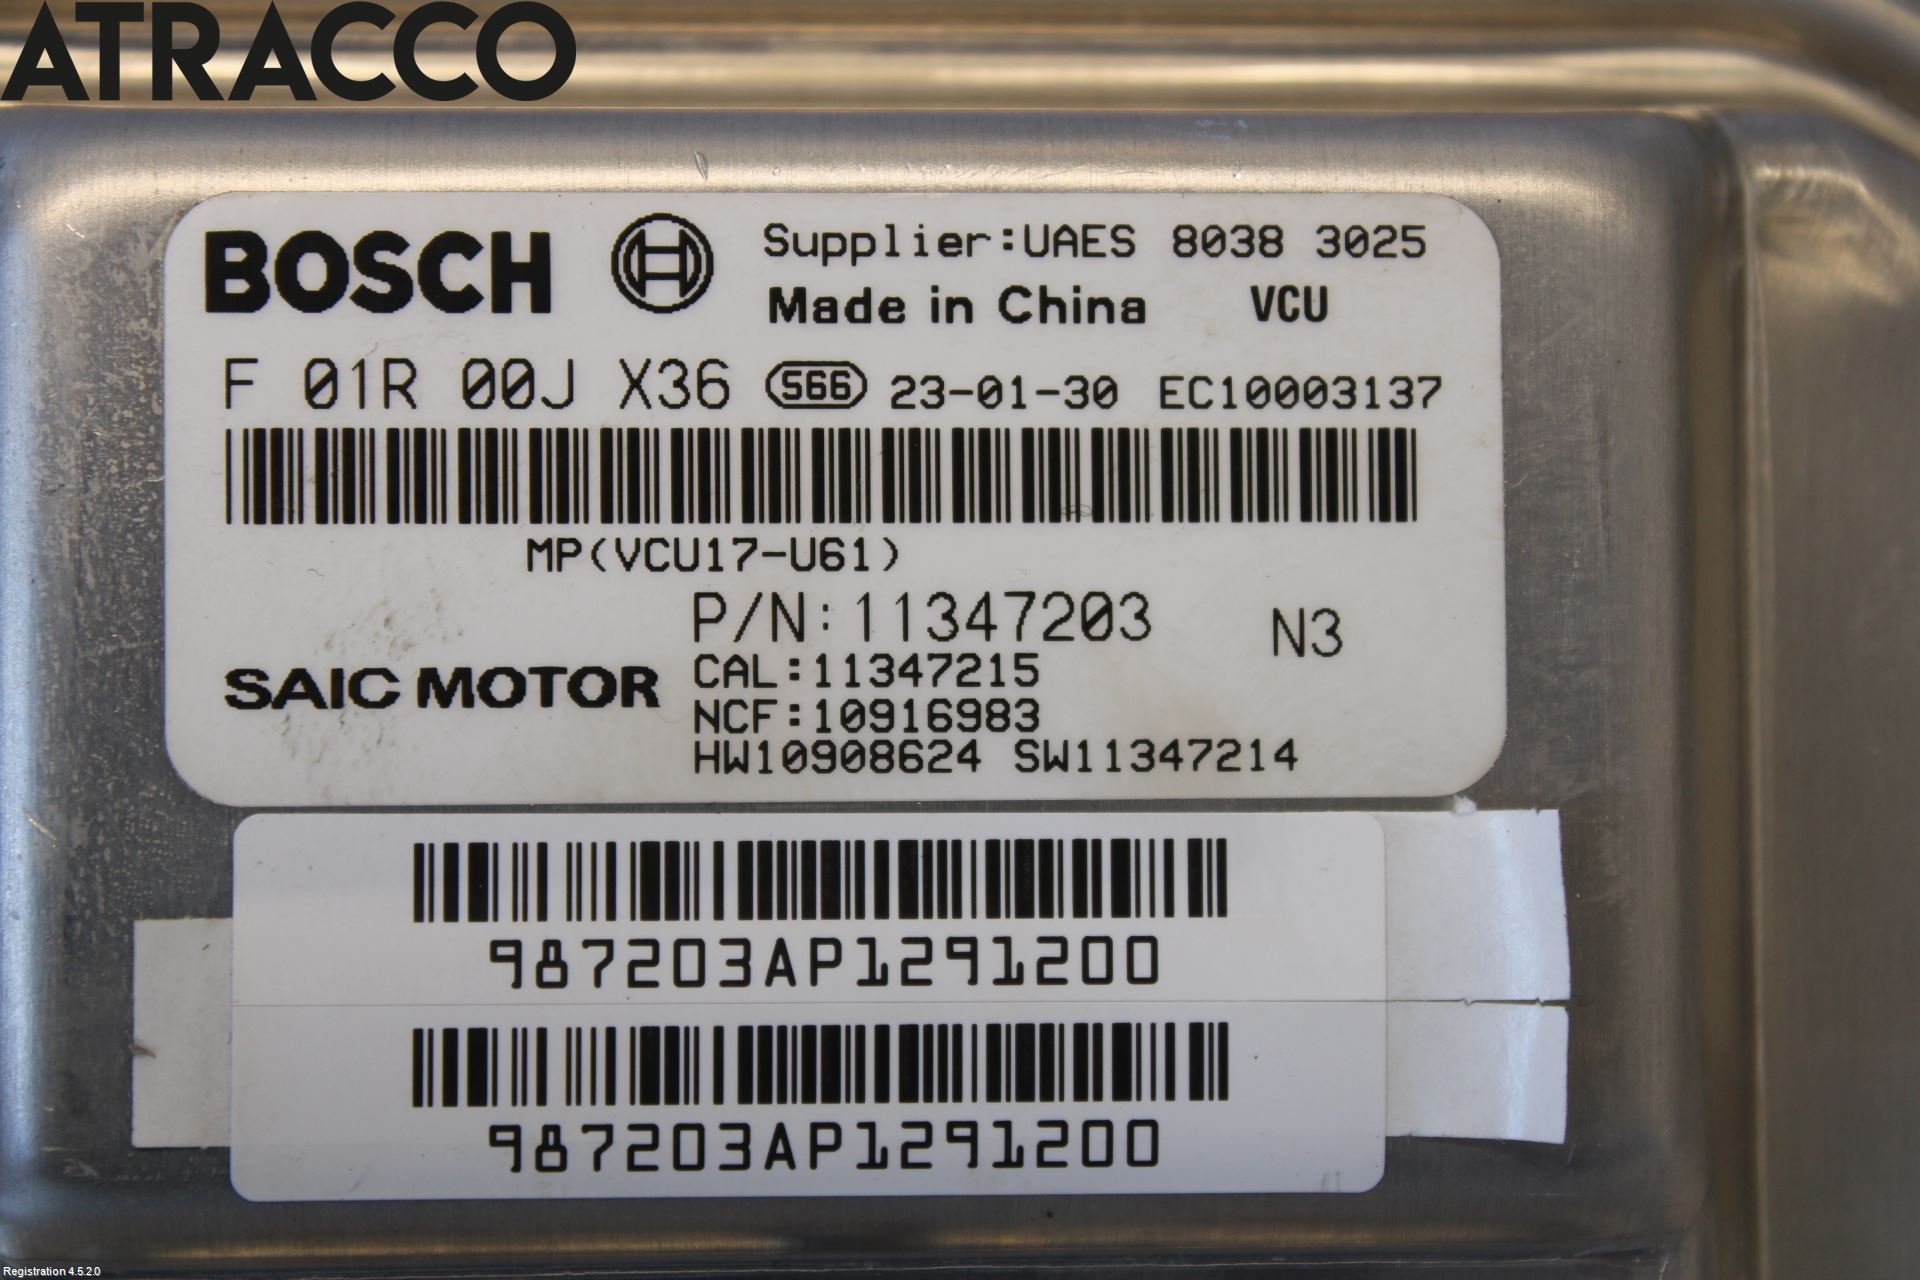 ATRACCO
BOSCH
Supplier:UAES 8038 3025
Made in China VCU
F 01R 00J X36 S66 23-01-30 EC10003137
MP(VCU17-U61)
P/N:11347203 N3
SAIC MOTOR
CAL:11347215
NCF:10916983
HW10908624 SW11347214
987203AP1291200
987203AP1291200
Registration 4.5.2.0